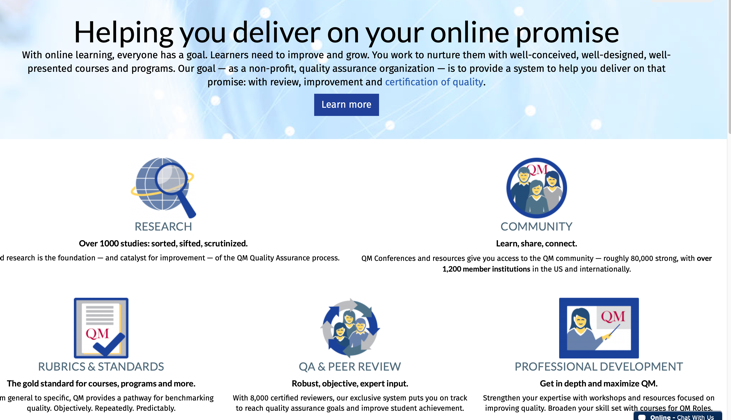 Helping you deliver on your online promise
With online learning, everyone has a goal. Learners need to improve and grow. You work to nurture them with well-conceived, well-designed, well-
presented courses and programs. Our goal — as a non-profit, quality assurance organization — is to provide a system to help you deliver on that
promise: with review, improvement and certification of quality.
Learn more
QM
RESEARCH
COMMUNITY
Over 1000 studies: sorted, sifted, scrutinized.
Learn, share, connect.
research is the foundation — and catalyst for improvement — of the QM Quality Assurance process.
QM Conferences and resources give you access to the QM community — roughly 80,000 strong, with over
1,200 member institutions in the US and internationally.
QM
QM
RUBRICS & STANDARDS
QA & PEER REVIEW
PROFESSIONAL DEVELOPMENT
The gold standard for courses, programs and more.
Robust, objective, expert input.
Get in depth and maximize QM.
general to specific, QM provides a pathway for benchmarking
quality. Objectively. Repeatedly. Predictably.
With 8,000 certified reviewers, our exclusive system puts you on track
to reach quality assurance goals and improve student achievement.
Strengthen your expertise with workshops and resources focused on
improving quality. Broaden your skill set with courses for QM Roles.
Online - Chat With Us